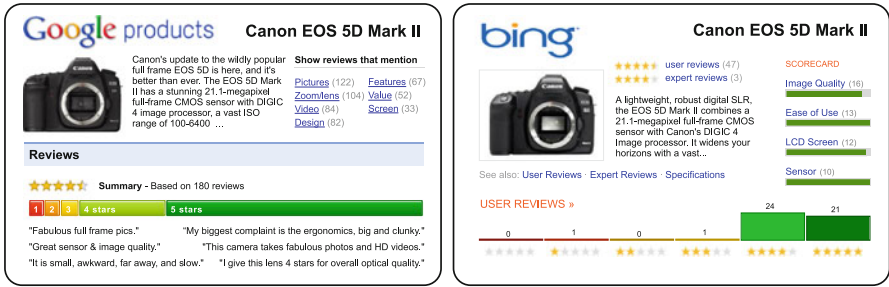 Google products
Canon EOS 5D Mark II
Canon's update to the wildly popular
full frame EOS 5D is here, and it's
better than ever. The EOS 5D Mark
II has a stunning 21.1-megapixel
full-frame CMOS sensor with DIGIC
4 image processor, a vast ISO
range of 100-6400 ...
Show reviews that mention
Pictures (122) Features (67)
Zoom/lens (104) Value (52)
Video (84) Screen (33)
Design (82)
Reviews
Summary - Based on 180 reviews
1 2 3 4 stars 5 stars
"Fabulous full frame pics." "My biggest complaint is the ergonomics, big and clunky."
"Great sensor & image quality." "This camera takes fabulous photos and HD videos."
"It is small, awkward, far away, and slow." "I give this lens 4 stars for overall optical quality."
bing
Canon EOS 5D Mark II
user reviews (47)
expert reviews (3)
A lightweight, robust digital SLR,
the EOS 5D Mark II combines a
21.1-megapixel full-frame CMOS
sensor with Canon's DIGIC 4
Image processor. It widens your
horizons with a vast...
SCORECARD
Image Quality (16)
Ease of Use (13)
LCD Screen (12)
Sensor (10)
See also: User Reviews · Expert Reviews · Specifications
USER REVIEWS »
0 1 0 1 24 21